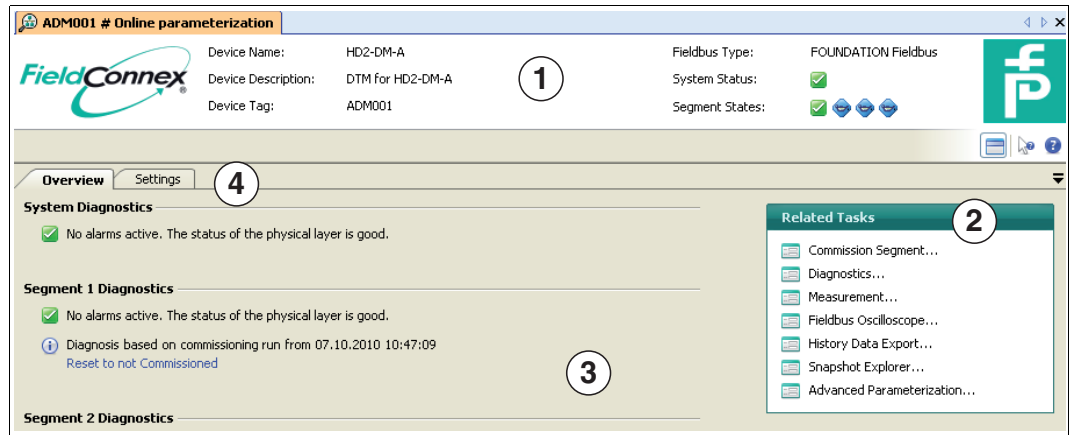 ADM001 # Online parameterization
FieldConnex®
Device Name: HD2-DM-A
Device Description: DTM for HD2-DM-A
Device Tag: ADM001
1
Fieldbus Type: FOUNDATION Fieldbus
System Status:
Segment States:
Overview Settings
4
System Diagnostics
No alarms active. The status of the physical layer is good.
Segment 1 Diagnostics
No alarms active. The status of the physical layer is good.
Diagnosis based on commissioning run from 07.10.2010 10:47:09
Reset to not Commissioned
3
Segment 2 Diagnostics
Related Tasks
2
Commission Segment...
Diagnostics...
Measurement...
Fieldbus Oscilloscope...
History Data Export...
Snapshot Explorer...
Advanced Parameterization...